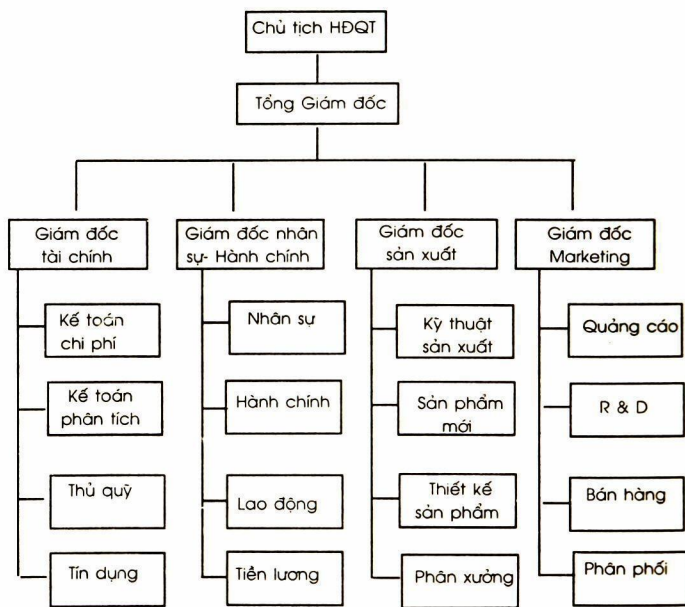 Chủ tịch HĐQT
Tổng Giám đốc
Giám đốc
tài chính
Giám đốc nhân
sự- Hành chính
Giám đốc
sản xuất
Giám đốc
Marketing
Kế toán
chi phí
Nhân sự
Kỹ thuật
sản xuất
Quảng cáo
Kế toán
phân tích
Hành chính
Sản phẩm
mới
R & D
Thủ quỹ
Lao động
Thiết kế
sản phẩm
Bán hàng
Tín dụng
Tiền lương
Phân xưởng
Phân phối